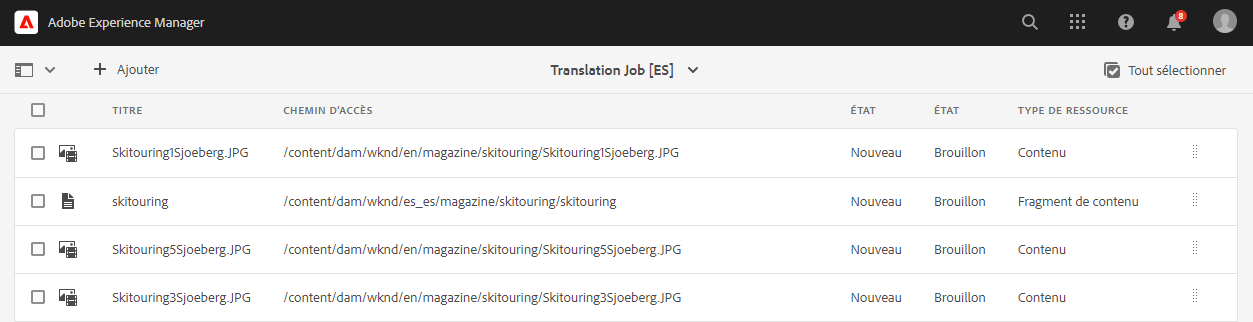 Adobe Experience Manager
8
Ajouter
Translation Job [ES]
Tout sélectionner
TITRE CHEMIN D'ACCÈS ÉTAT ÉTAT TYPE DE RESSOURCE
Skitouring1Sjoeberg.JPG /content/dam/wknd/en/magazine/skitouring/Skitouring1Sjoeberg.JPG Nouveau Brouillon Contenu
skitouring /content/dam/wknd/es_es/magazine/skitouring/skitouring Nouveau Brouillon Fragment de contenu
Skitouring5Sjoeberg.JPG /content/dam/wknd/en/magazine/skitouring/Skitouring5Sjoeberg.JPG Nouveau Brouillon Contenu
Skitouring3Sjoeberg.JPG /content/dam/wknd/en/magazine/skitouring/Skitouring3Sjoeberg.JPG Nouveau Brouillon Contenu